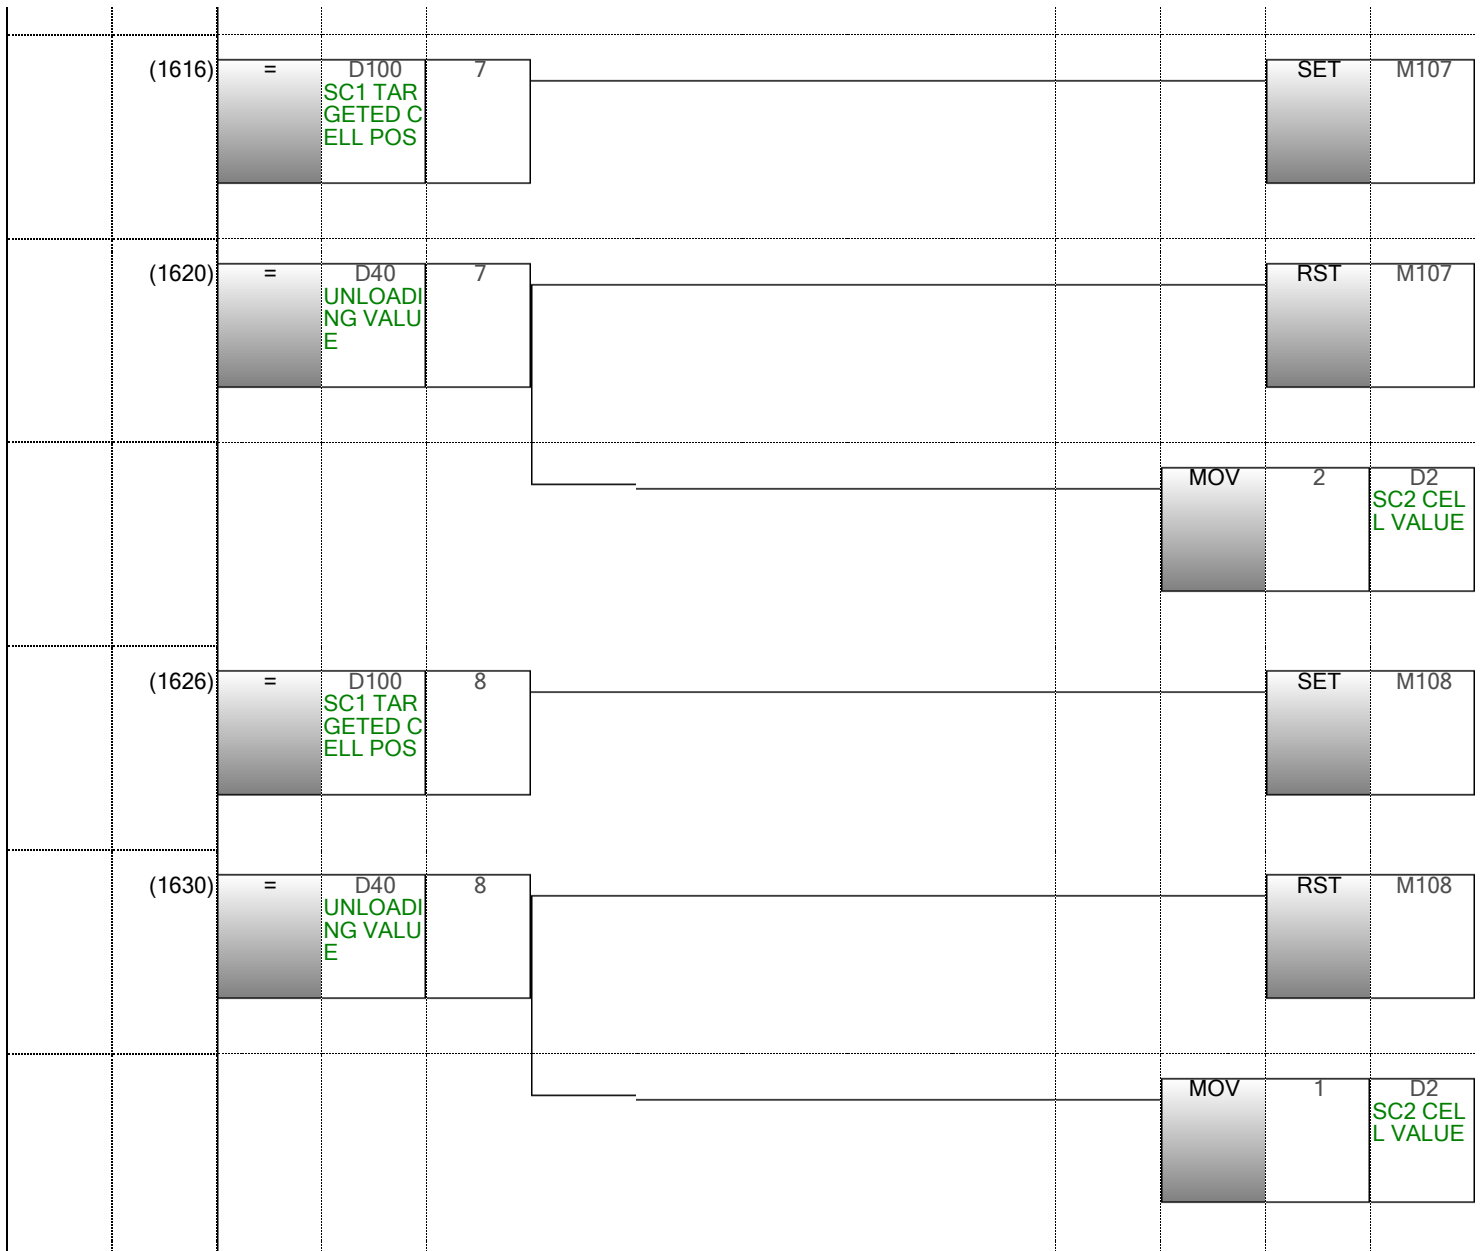 (1616) = D100 7 SET M107
SC1 TAR
GETED C
ELL POS
(1620) = D40 7 RST M107
UNLOADI
NG VALU
E
MOV 2 D2
SC2 CEL
L VALUE
(1626) = D100 8 SET M108
SC1 TAR
GETED C
ELL POS
(1630) = D40 8 RST M108
UNLOADI
NG VALU
E
MOV 1 D2
SC2 CEL
L VALUE